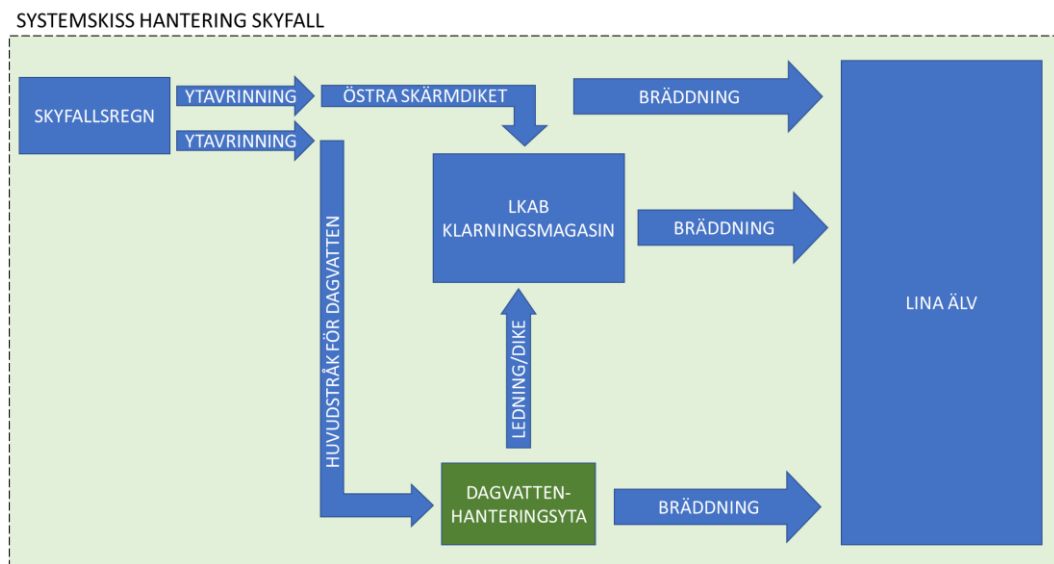 SYSTEMSKISS HANTERING SKYFALL
SKYFALLSREGN
YTAVRINNING
YTAVRINNING
ÖSTRA SKÄRMDIKET
BRÄDDNING
HUVUDSTRÅK FÖR DAGVATTEN
LKAB
KLARNINGSMAGASIN
BRÄDDNING
LINA ÄLV
LEDNING/DIKE
DAGVATTEN-
HANTERINGSYTA
BRÄDDNING